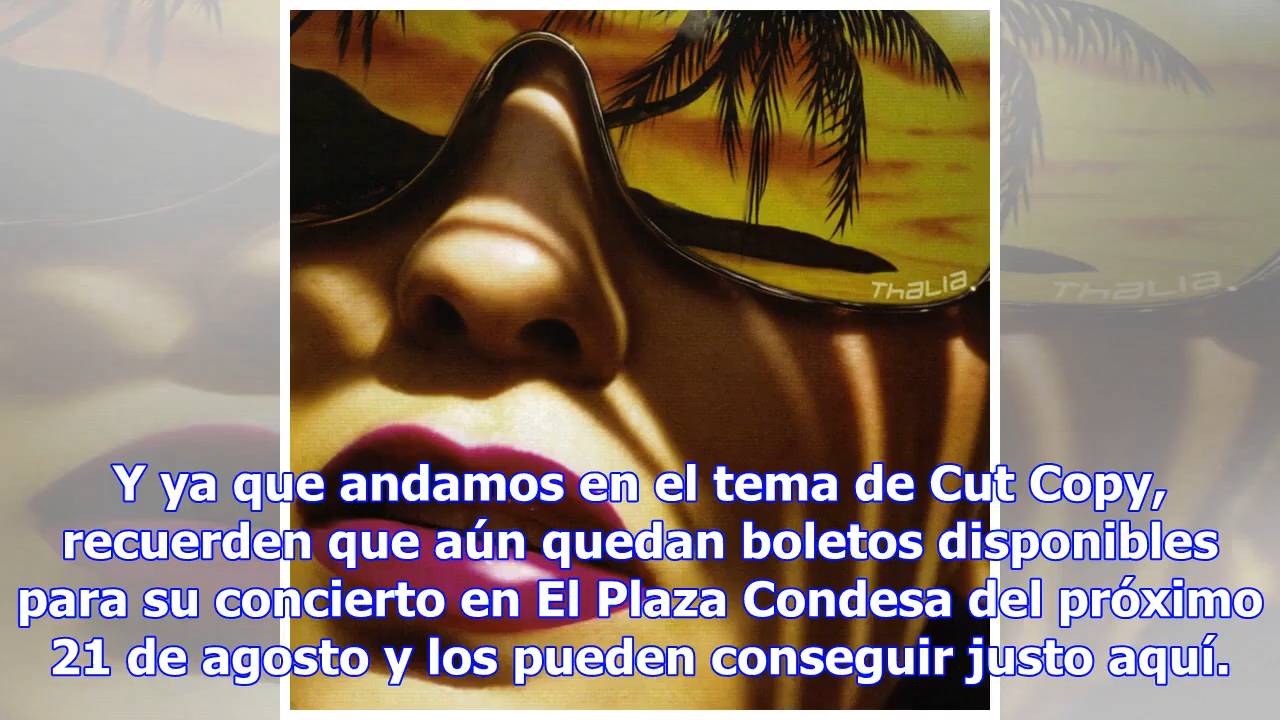 Thalia.
Thalia.
Y ya que andamos en el tema de Cut Copy,
recuerden que aún quedan boletos disponibles
para su concierto en El Plaza Condesa del próximo
21 de agosto y los pueden conseguir justo aquí.